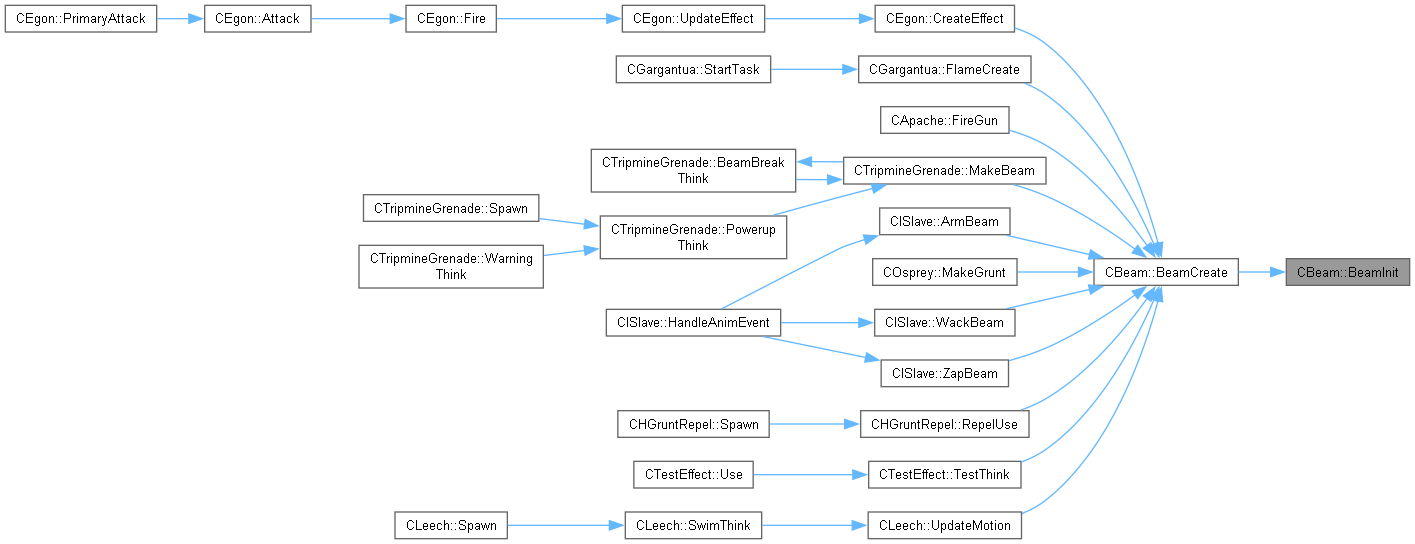 CEgon::PrimaryAttack
CEgon::Attack
CEgon::Fire
CEgon::UpdateEffect
CEgon::CreateEffect
CGargantua::StartTask
CGargantua::FlameCreate
CApache::FireGun
CTripmineGrenade::BeamBreak
Think
CTripmineGrenade::MakeBeam
CTripmineGrenade::Spawn
CTripmineGrenade::Powerup
Think
CTripmineGrenade::Warning
Think
CISlave::ArmBeam
COsprey::MakeGrunt
CBeam::BeamCreate
CBeam::BeamInit
CISlave::HandleAnimEvent
CISlave::WackBeam
CISlave::ZapBeam
CHGruntRepel::Spawn
CHGruntRepel::RepelUse
CTestEffect::Use
CTestEffect::TestThink
CLeech::Spawn
CLeech::SwimThink
CLeech::UpdateMotion